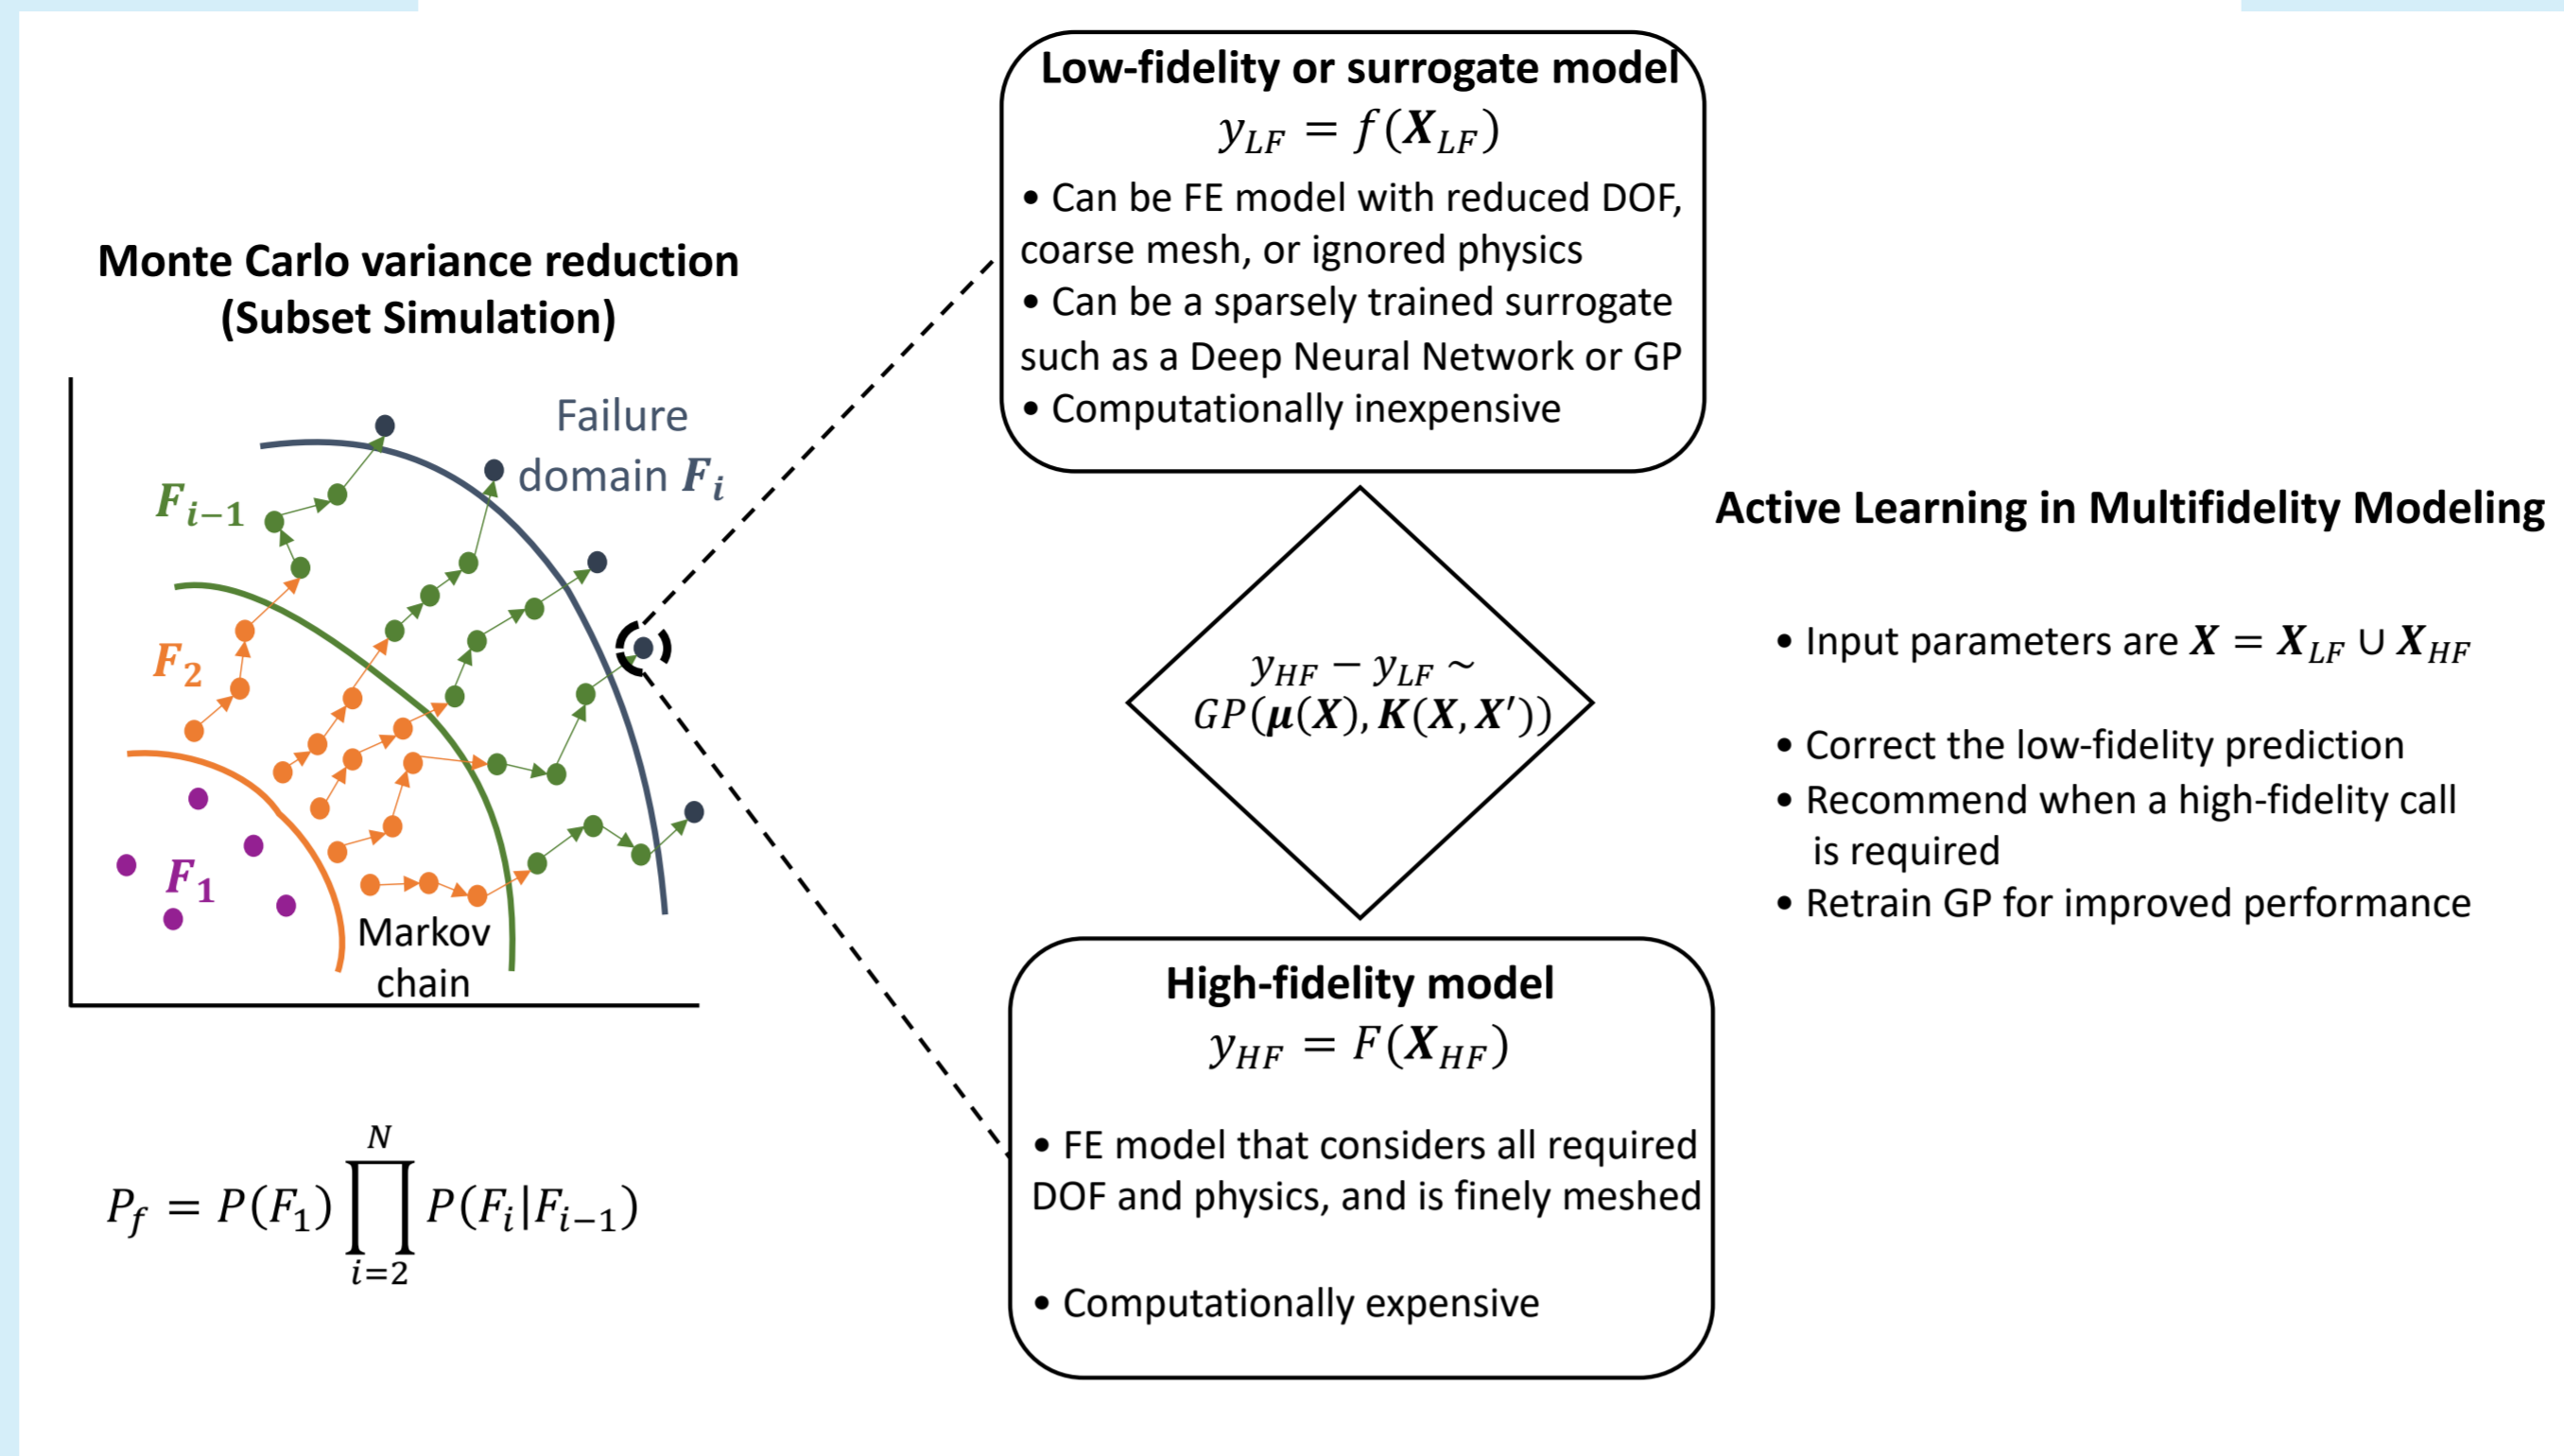 Monte Carlo variance reduction
(Subset Simulation)
Failure
domain F_i
F_{i−1}
F_2
F_1
Markov
chain
P_f = P(F_1) ∏_{i=2}^{N} P(F_i|F_{i−1})
Low-fidelity or surrogate model
y_{LF} = f(X_{LF})
• Can be FE model with reduced DOF,
coarse mesh, or ignored physics
• Can be a sparsely trained surrogate
such as a Deep Neural Network or GP
• Computationally inexpensive
y_{HF} − y_{LF} ~
GP(μ(X), K(X, X′))
High-fidelity model
y_{HF} = F(X_{HF})
• FE model that considers all required
DOF and physics, and is finely meshed
• Computationally expensive
Active Learning in Multifidelity Modeling
• Input parameters are X = X_{LF} ∪ X_{HF}
• Correct the low-fidelity prediction
• Recommend when a high-fidelity call
is required
• Retrain GP for improved performance